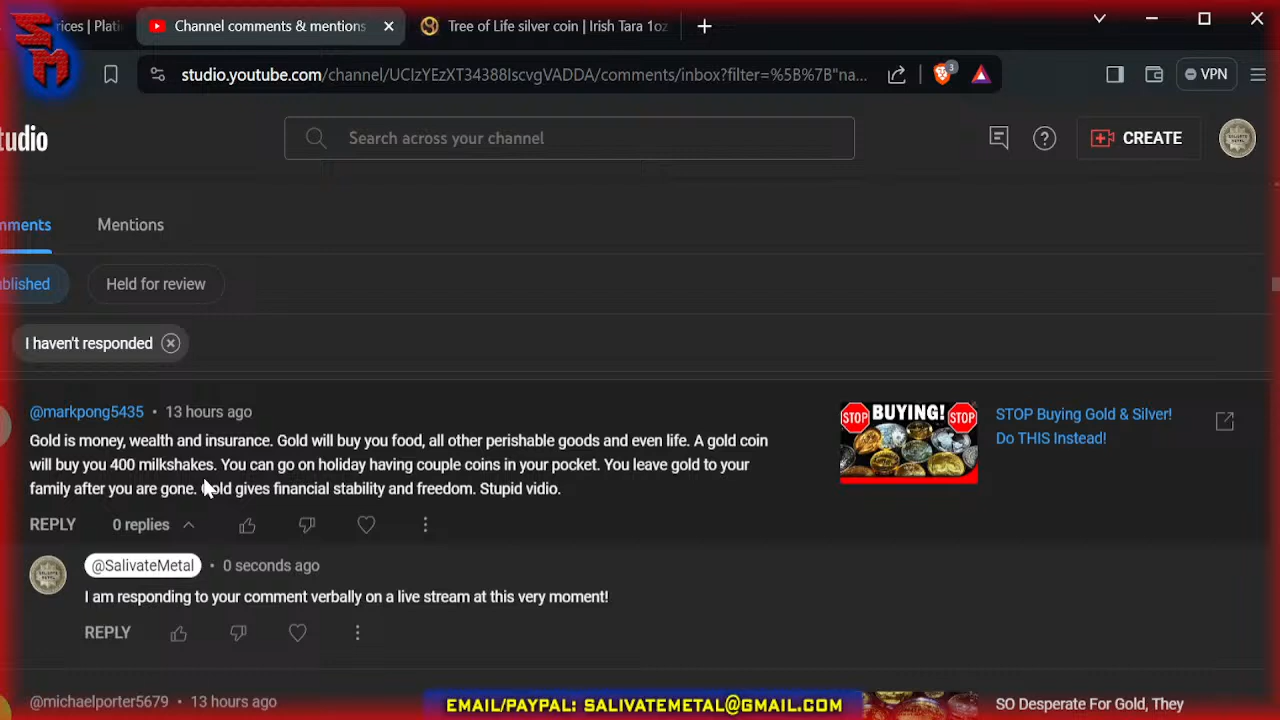 SM
rices | Plati
Channel comments & mentions
Tree of Life silver coin | Irish Tara 1oz
studio.youtube.com/channel/UCIzYEzXT34388IscvgVADDA/comments/inbox?filter=%5B%7B"na...
3
VPN
tudio
Search across your channel
CREATE
mments
Mentions
ublished
Held for review
I haven't responded
@markpong5435 • 13 hours ago
Gold is money, wealth and insurance. Gold will buy you food, all other perishable goods and even life. A gold coin
will buy you 400 milkshakes. You can go on holiday having couple coins in your pocket. You leave gold to your
family after you are gone. Gold gives financial stability and freedom. Stupid vidio.
STOP BUYING! STOP
STOP Buying Gold & Silver!
Do THIS Instead!
REPLY 0 replies
@SalivateMetal • 0 seconds ago
I am responding to your comment verbally on a live stream at this very moment!
REPLY
@michaelporter5679 • 13 hours ago
SO Desperate For Gold, They
EMAIL/PAYPAL: SALIVATEMETAL@GMAIL.COM